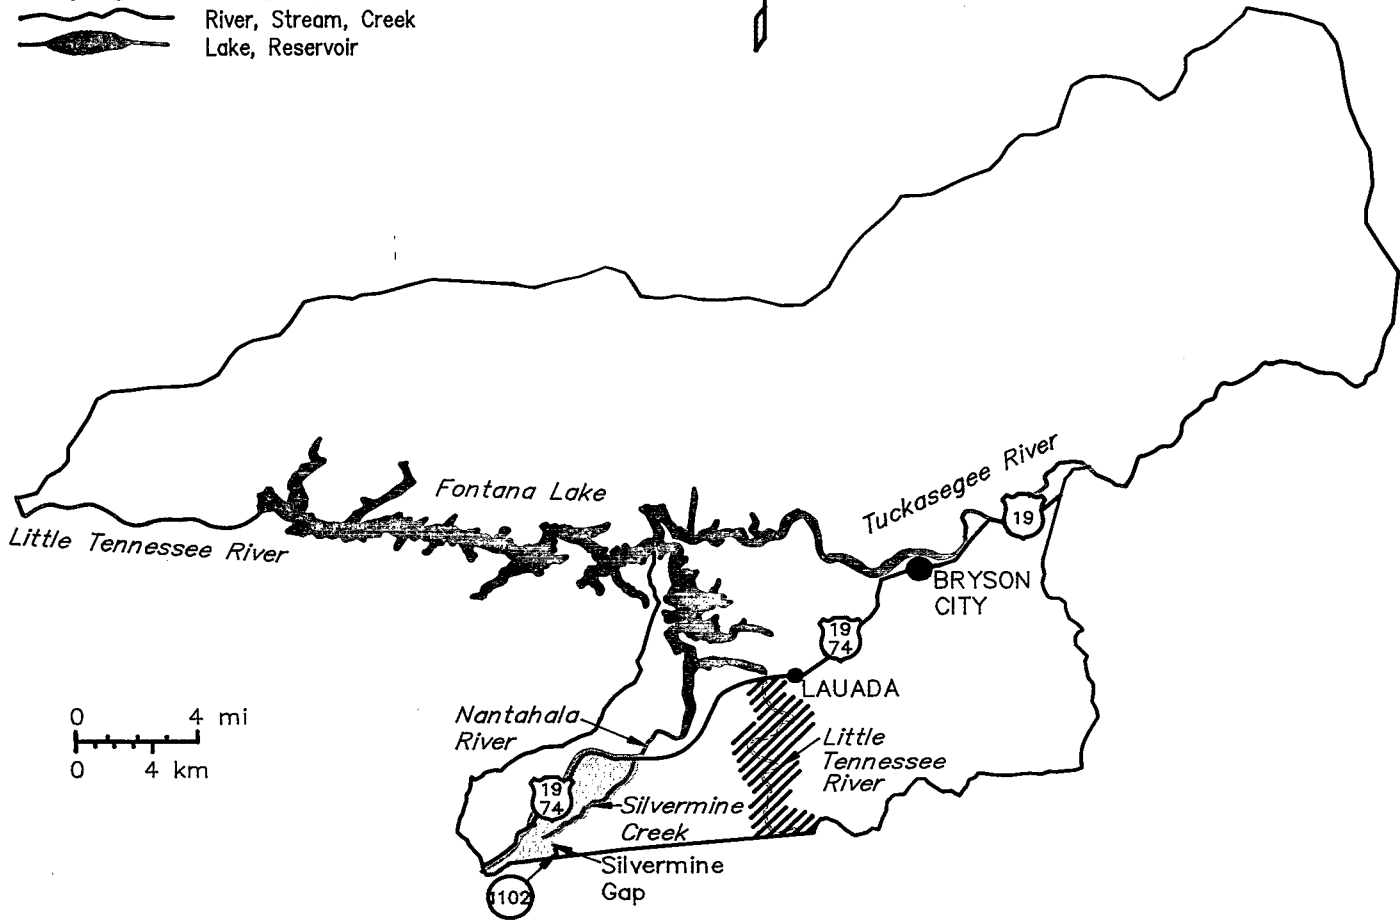 River, Stream, Creek
Lake, Reservoir
Fontana Lake
Tuckasegee River
19
Little Tennessee River
BRYSON
CITY
19
74
LAUADA
0 4 mi
0 4 km
Nantahala
River
Little
Tennessee
River
19
74
Silvermine
Creek
Silvermine
Gap
1102